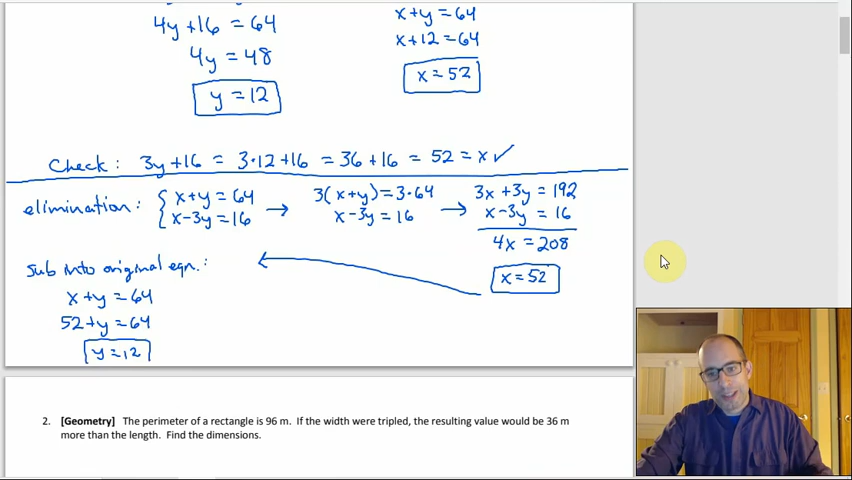 4y+16 = 64
4y = 48
y = 12
x+y = 64
x+12 = 64
x = 52
Check: 3y+16 = 3·12+16 = 36+16 = 52 = x ✓
elimination: { x+y = 64 → 3(x+y) = 3·64 → 3x+3y = 192
x-3y = 16 x-3y = 16 x-3y = 16
4x = 208
x = 52
Sub into original eqn.:
x+y = 64
52+y = 64
y = 12
2. [Geometry] The perimeter of a rectangle is 96 m. If the width were tripled, the resulting value would be 36 m
more than the length. Find the dimensions.